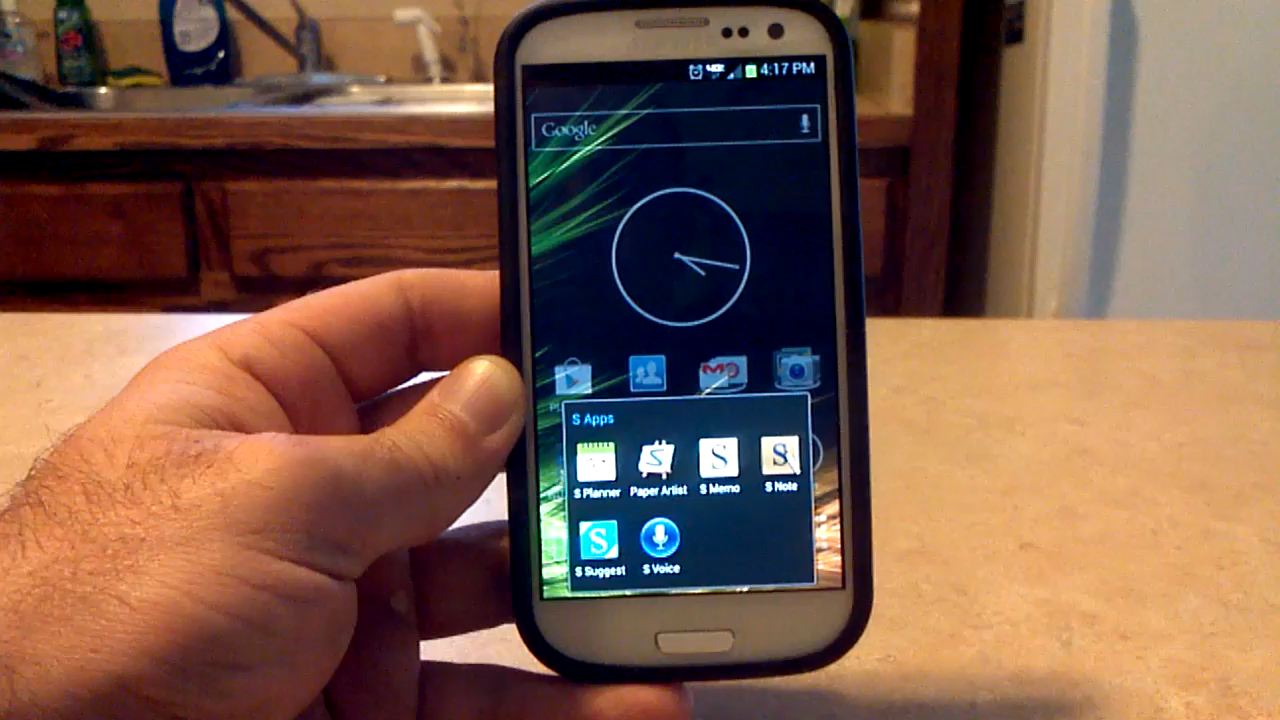 4:17 PM
Google
S Apps
S Planner Paper Artist S Memo S Note
S Suggest S Voice